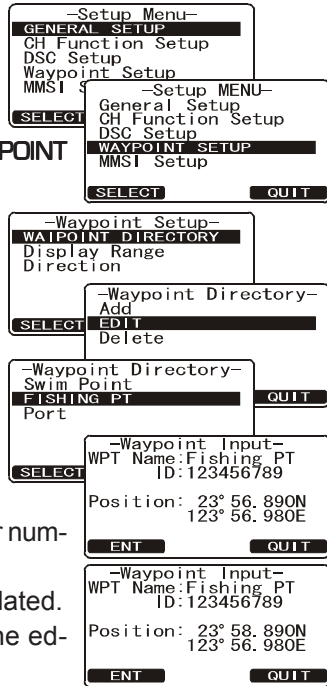 –Setup Menu–
GENERAL SETUP
CH Function Setup
DSC Setup
Waypoint Setup
MMSI S
SELECT
–Setup MENU–
General Setup
CH Function Setup
DSC Setup
WAYPOINT SETUP
MMSI Setup
SELECT QUIT
POINT
–Waypoint Setup–
WAIPOINT DIRECTORY
Display Range
Direction
SELECT
–Waypoint Directory–
Add
EDIT
Delete
QUIT
–Waypoint Directory–
Swim Point
FISHING PT
Port
SELECT
–Waypoint Input–
WPT Name:Fishing PT
ID:123456789
Position: 23° 56. 890N
123° 56. 980E
ENT QUIT
r num-
–Waypoint Input–
WPT Name:Fishing PT
ID:123456789
Position: 23° 58. 890N
123° 56. 980E
ENT QUIT
lated.
ne ed-